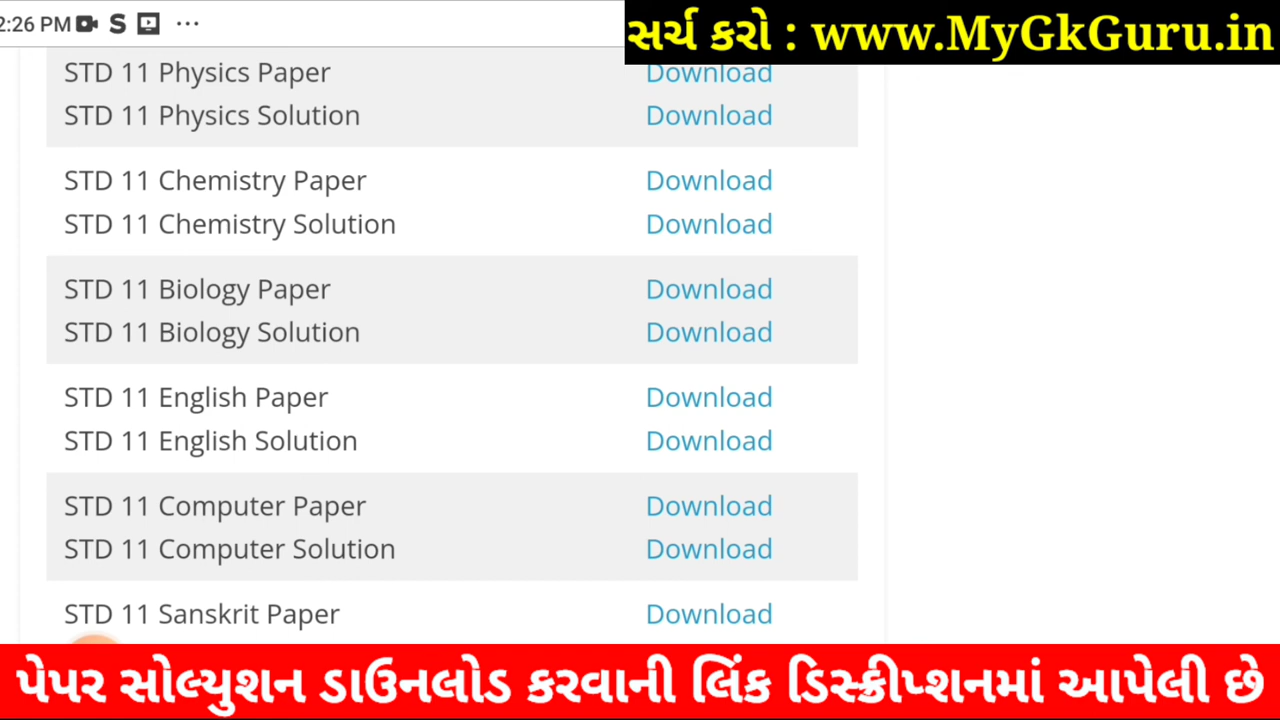 2:26 PM S ...
સર્ચ કરો : www.MyGkGuru.in
STD 11 Physics Paper Download
STD 11 Physics Solution Download
STD 11 Chemistry Paper Download
STD 11 Chemistry Solution Download
STD 11 Biology Paper Download
STD 11 Biology Solution Download
STD 11 English Paper Download
STD 11 English Solution Download
STD 11 Computer Paper Download
STD 11 Computer Solution Download
STD 11 Sanskrit Paper Download
પેપર સોલ્યુશન ડાઉનલોડ કરવાની લિંક ડિસ્ક્રીપ્શનમાં આપેલી છે